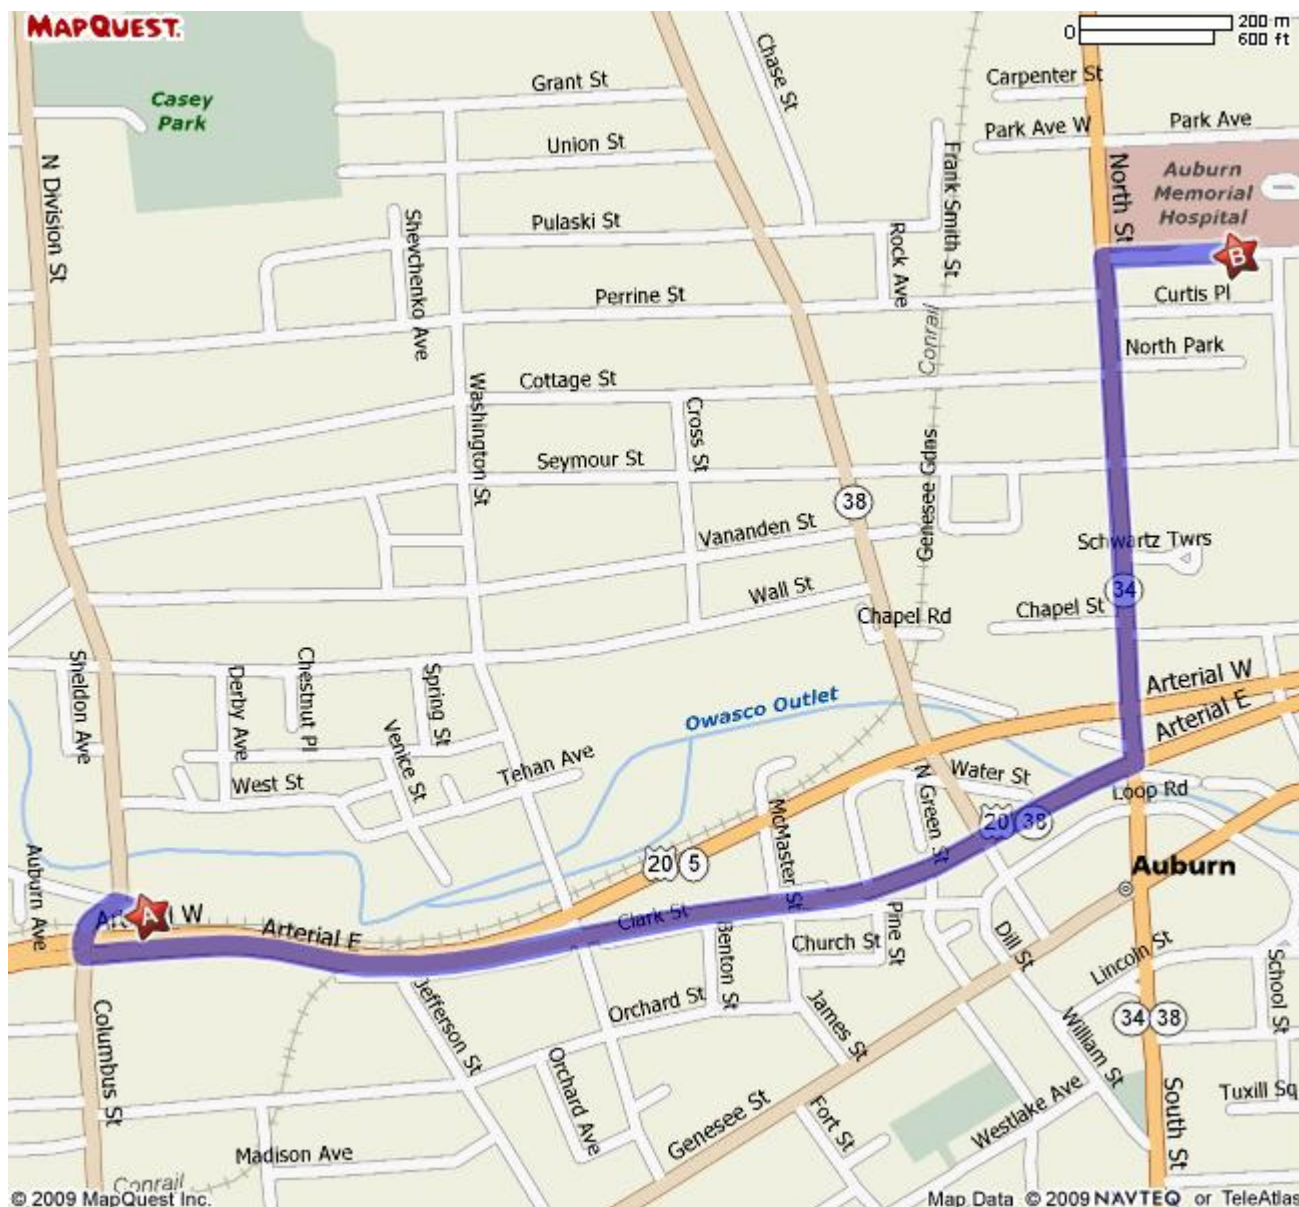 MAPQUEST.
0
200 m
600 ft
Casey
Park
Grant St
Chase St
Carpenter St
Park Ave W
Park Ave
Union St
N Division St
Frank Smith St
North St
Auburn
Memorial
Hospital
Shevchenko Ave
Pulaski St
Rock Ave
B
Perrine St
Curtis Pl
Conrail
North Park
Cottage St
Washington St
Cross St
Genesee Gdns
Seymour St
38
Vananden St
Schwartz Twrs
Wall St
34
Chapel Rd
Chapel St
Sheldon Ave
Derby Ave
Chestnut Pl
Spring St
Arterial W
Arterial E
Owasco Outlet
Venice St
Tehan Ave
West St
Water St
Loop Rd
McMaster St
N Green St
20
38
20
5
Auburn
Auburn Ave
A
Arterial W
Arterial E
Clark St
Benton St
Church St
Pine St
Dill St
Lincoln St
School St
Columbus St
Jefferson St
Orchard St
James St
34
38
William St
Orchard Ave
Genesee St
Fort St
Westlake Ave
South St
Tuxill Sq
Madison Ave
Conrail
© 2009 MapQuest Inc.
Map Data © 2009 NAVTEQ or TeleAtlas